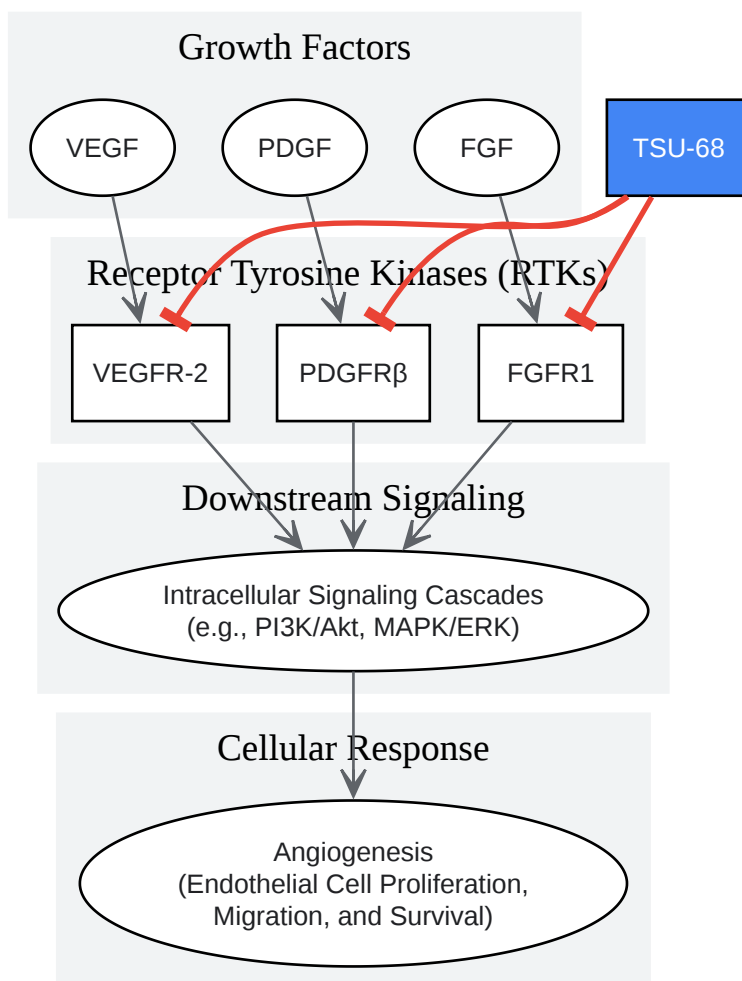 Growth Factors
VEGF
PDGF
FGF
TSU-68
Receptor Tyrosine Kinases (RTKs)
VEGFR-2
PDGFRβ
FGFR1
Downstream Signaling
Intracellular Signaling Cascades
(e.g., PI3K/Akt, MAPK/ERK)
Cellular Response
Angiogenesis
(Endothelial Cell Proliferation,
Migration, and Survival)